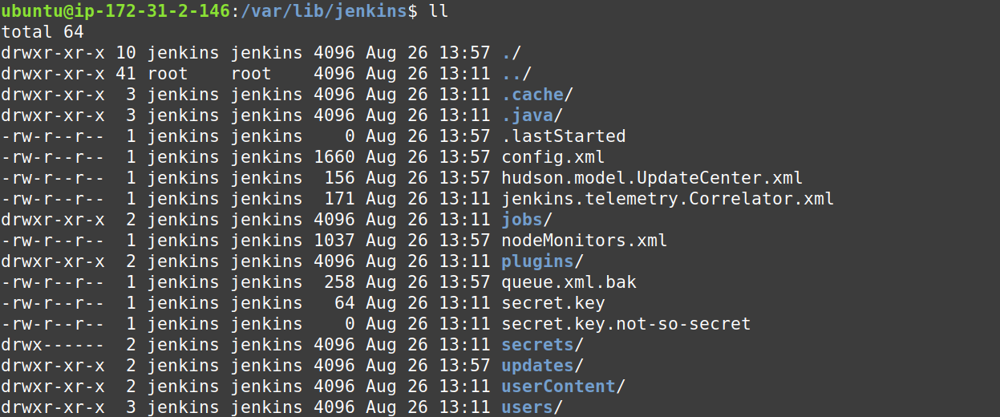 ubuntu@ip-172-31-2-146:/var/lib/jenkins$ ll
total 64
drwxr-xr-x 10 jenkins jenkins 4096 Aug 26 13:57 ./
drwxr-xr-x 41 root    root    4096 Aug 26 13:11 ../
drwxr-xr-x  3 jenkins jenkins 4096 Aug 26 13:11 .cache/
drwxr-xr-x  3 jenkins jenkins 4096 Aug 26 13:11 .java/
-rw-r--r--  1 jenkins jenkins    0 Aug 26 13:57 .lastStarted
-rw-r--r--  1 jenkins jenkins 1660 Aug 26 13:57 config.xml
-rw-r--r--  1 jenkins jenkins  156 Aug 26 13:57 hudson.model.UpdateCenter.xml
-rw-r--r--  1 jenkins jenkins  171 Aug 26 13:11 jenkins.telemetry.Correlator.xml
drwxr-xr-x  2 jenkins jenkins 4096 Aug 26 13:11 jobs/
-rw-r--r--  1 jenkins jenkins 1037 Aug 26 13:57 nodeMonitors.xml
drwxr-xr-x  2 jenkins jenkins 4096 Aug 26 13:11 plugins/
-rw-r--r--  1 jenkins jenkins  258 Aug 26 13:57 queue.xml.bak
-rw-r--r--  1 jenkins jenkins   64 Aug 26 13:11 secret.key
-rw-r--r--  1 jenkins jenkins    0 Aug 26 13:11 secret.key.not-so-secret
drwx------  2 jenkins jenkins 4096 Aug 26 13:11 secrets/
drwxr-xr-x  2 jenkins jenkins 4096 Aug 26 13:57 updates/
drwxr-xr-x  2 jenkins jenkins 4096 Aug 26 13:11 userContent/
drwxr-xr-x  3 jenkins jenkins 4096 Aug 26 13:11 users/